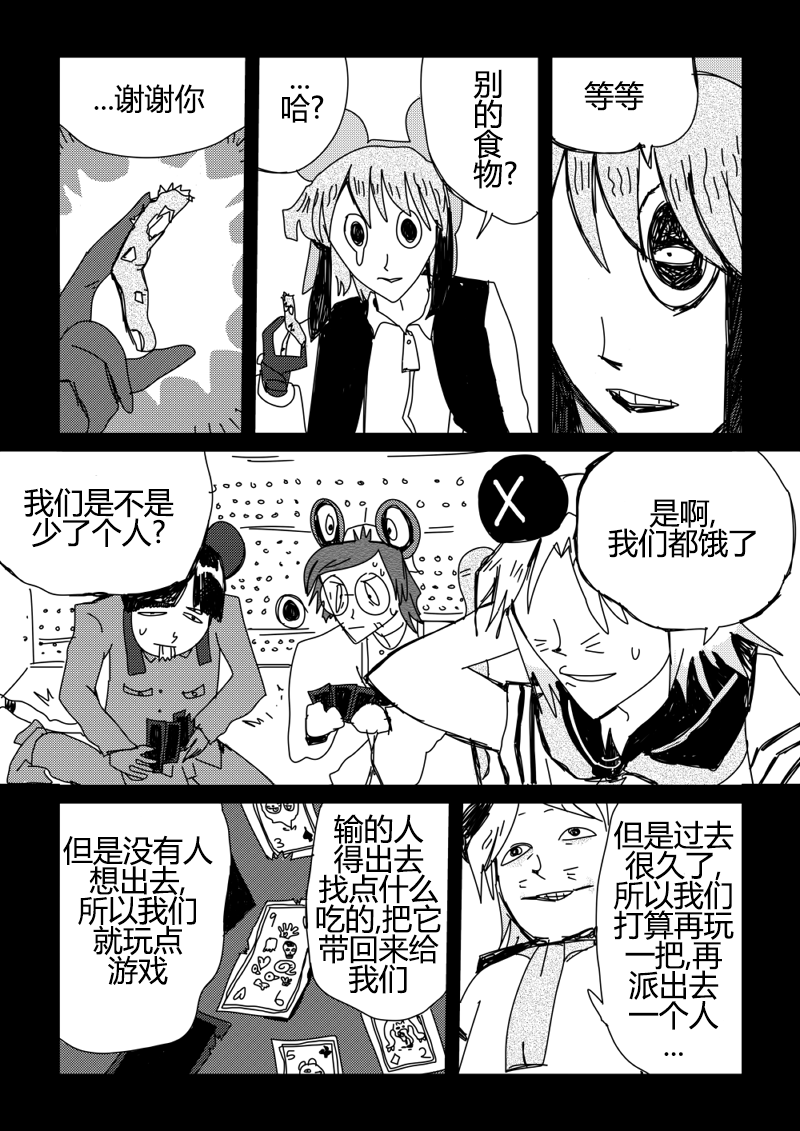 ...谢谢你
...
哈?
别
的
食
物?
等等
我们是不是
少了个人?
X
是啊,
我们都饿了
但是没有人
想出去,
所以我们
就玩点
游戏
输的人
得出去
找点什么
吃的,把它
带回来给
我们
5
但是过去
很久了,
所以我们
打算再玩
一把,再
派出去
一个人
...